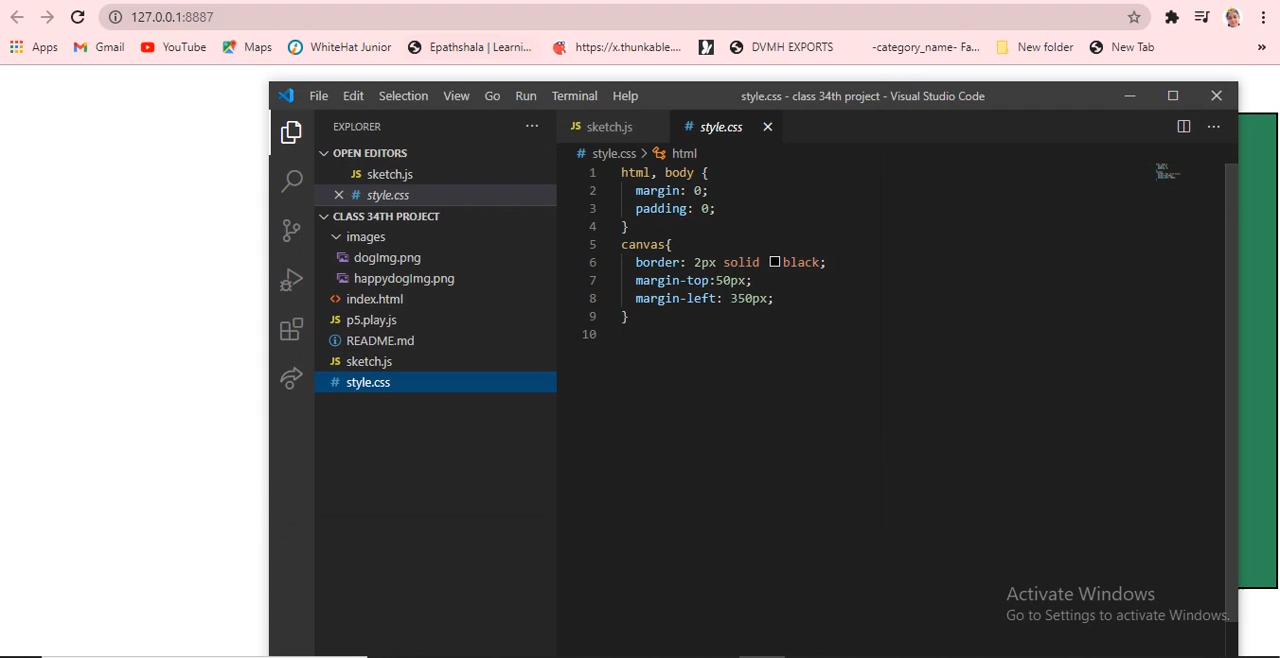 127.0.0.1:8887
Apps Gmail YouTube Maps WhiteHat Junior Epathshala | Learni... https://x.thunkable.... DVMH EXPORTS -category_name- Fa... New folder New Tab »
File Edit Selection View Go Run Terminal Help style.css - class 34th project - Visual Studio Code
EXPLORER
JS sketch.js # style.css
OPEN EDITORS
JS sketch.js
# style.css
CLASS 34TH PROJECT
images
dogImg.png
happydogImg.png
<> index.html
JS p5.play.js
README.md
JS sketch.js
# style.css
# style.css > html
1 html, body {
2 margin: 0;
3 padding: 0;
4 }
5 canvas{
6 border: 2px solid black;
7 margin-top:50px;
8 margin-left: 350px;
9 }
10
Activate Windows
Go to Settings to activate Windows.